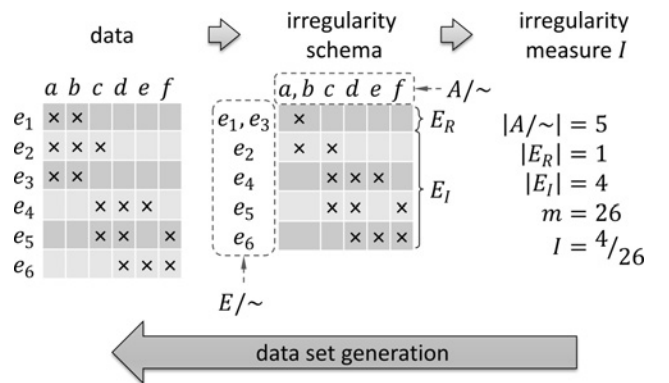 data
irregularity schema
irregularity measure I
a b c d e f
e₁ × ×
e₂ × × ×
e₃ × ×
e₄ × × ×
e₅ × × ×
e₆ × × ×
a, b c d e f
A/~
e₁, e₃ ×
E_R
e₂ × ×
e₄ × × ×
e₅ × × ×
e₆ × × ×
E_I
E/~
|A/~| = 5
|E_R| = 1
|E_I| = 4
m = 26
I = 4/26
data set generation